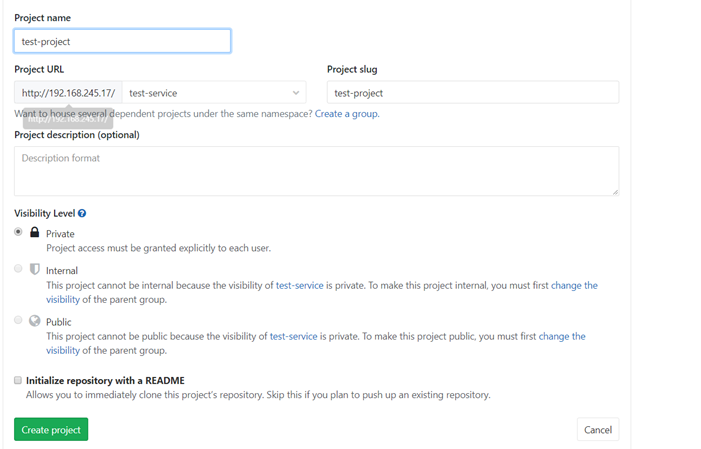 Project name
test-project
Project URL
Project slug
http://192.168.245.17/
test-service
test-project
Want to house several dependent projects under the same namespace? Create a group.
http://192.168.245.17/
Project description (optional)
Description format
Visibility Level
Private
Project access must be granted explicitly to each user.
Internal
This project cannot be internal because the visibility of test-service is private. To make this project internal, you must first change the
visibility of the parent group.
Public
This project cannot be public because the visibility of test-service is private. To make this project public, you must first change the
visibility of the parent group.
Initialize repository with a README
Allows you to immediately clone this project's repository. Skip this if you plan to push up an existing repository.
Create project
Cancel